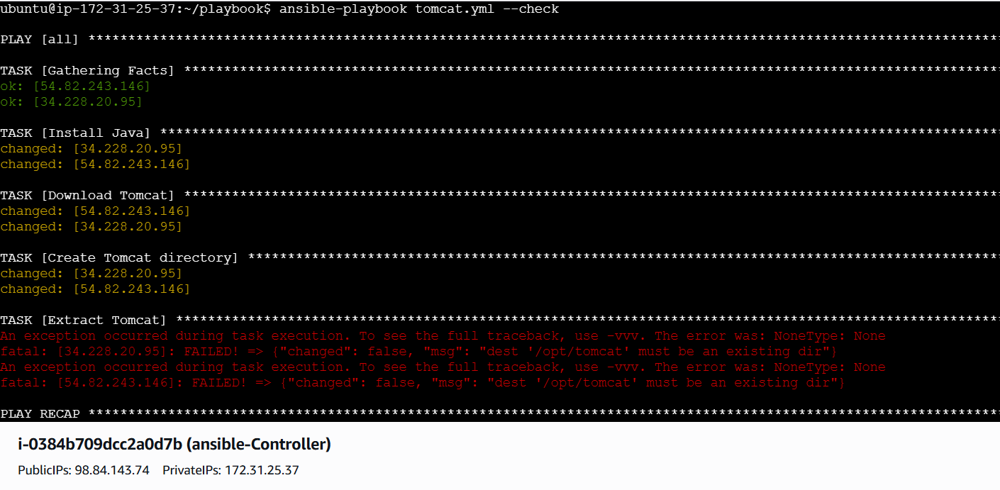 ubuntu@ip-172-31-25-37:~/playbook$ ansible-playbook tomcat.yml --check
PLAY [all] ******************************************************************************************************************
TASK [Gathering Facts] ******************************************************************************************************
ok: [54.82.243.146]
ok: [34.228.20.95]
TASK [Install Java] *********************************************************************************************************
changed: [34.228.20.95]
changed: [54.82.243.146]
TASK [Download Tomcat] ******************************************************************************************************
changed: [54.82.243.146]
changed: [34.228.20.95]
TASK [Create Tomcat directory] **********************************************************************************************
changed: [34.228.20.95]
changed: [54.82.243.146]
TASK [Extract Tomcat] *******************************************************************************************************
An exception occurred during task execution. To see the full traceback, use -vvv. The error was: NoneType: None
fatal: [34.228.20.95]: FAILED! => {"changed": false, "msg": "dest '/opt/tomcat' must be an existing dir"}
An exception occurred during task execution. To see the full traceback, use -vvv. The error was: NoneType: None
fatal: [54.82.243.146]: FAILED! => {"changed": false, "msg": "dest '/opt/tomcat' must be an existing dir"}
PLAY RECAP ******************************************************************************************************************
i-0384b709dcc2a0d7b (ansible-Controller)
PublicIPs: 98.84.143.74 PrivateIPs: 172.31.25.37